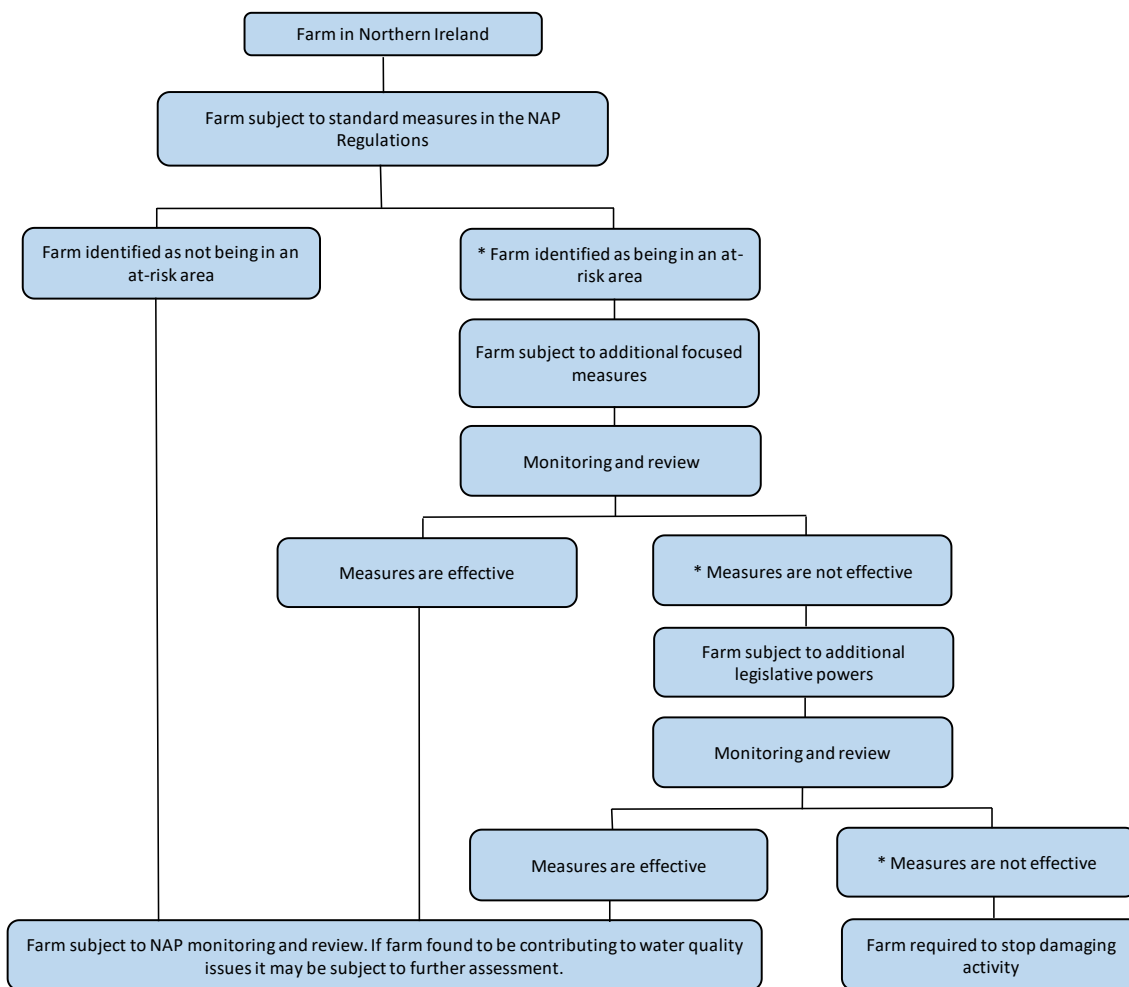 Farm in Northern Ireland
Farm subject to standard measures in the NAP
Regulations
Farm identified as not being in an
at-risk area
* Farm identified as being in an at-
risk area
Farm subject to additional focused
measures
Monitoring and review
Measures are effective
* Measures are not effective
Farm subject to additional
legislative powers
Monitoring and review
Measures are effective
* Measures are not effective
Farm subject to NAP monitoring and review. If farm found to be contributing to water quality
issues it may be subject to further assessment.
Farm required to stop damaging
activity